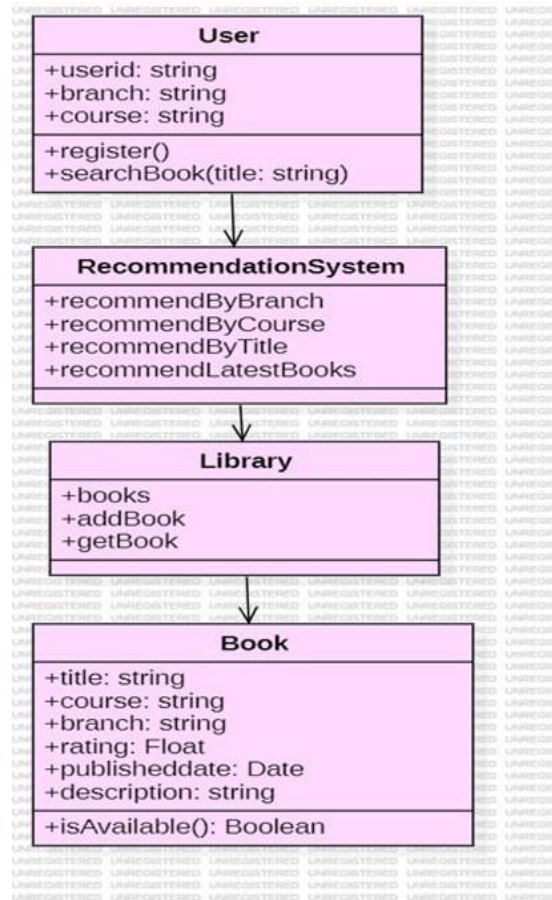 User
+userid: string
+branch: string
+course: string
+register()
+searchBook(title: string)
RecommendationSystem
+recommendByBranch
+recommendByCourse
+recommendByTitle
+recommendLatestBooks
Library
+books
+addBook
+getBook
Book
+title: string
+course: string
+branch: string
+rating: Float
+publisheddate: Date
+description: string
+isAvailable(): Boolean